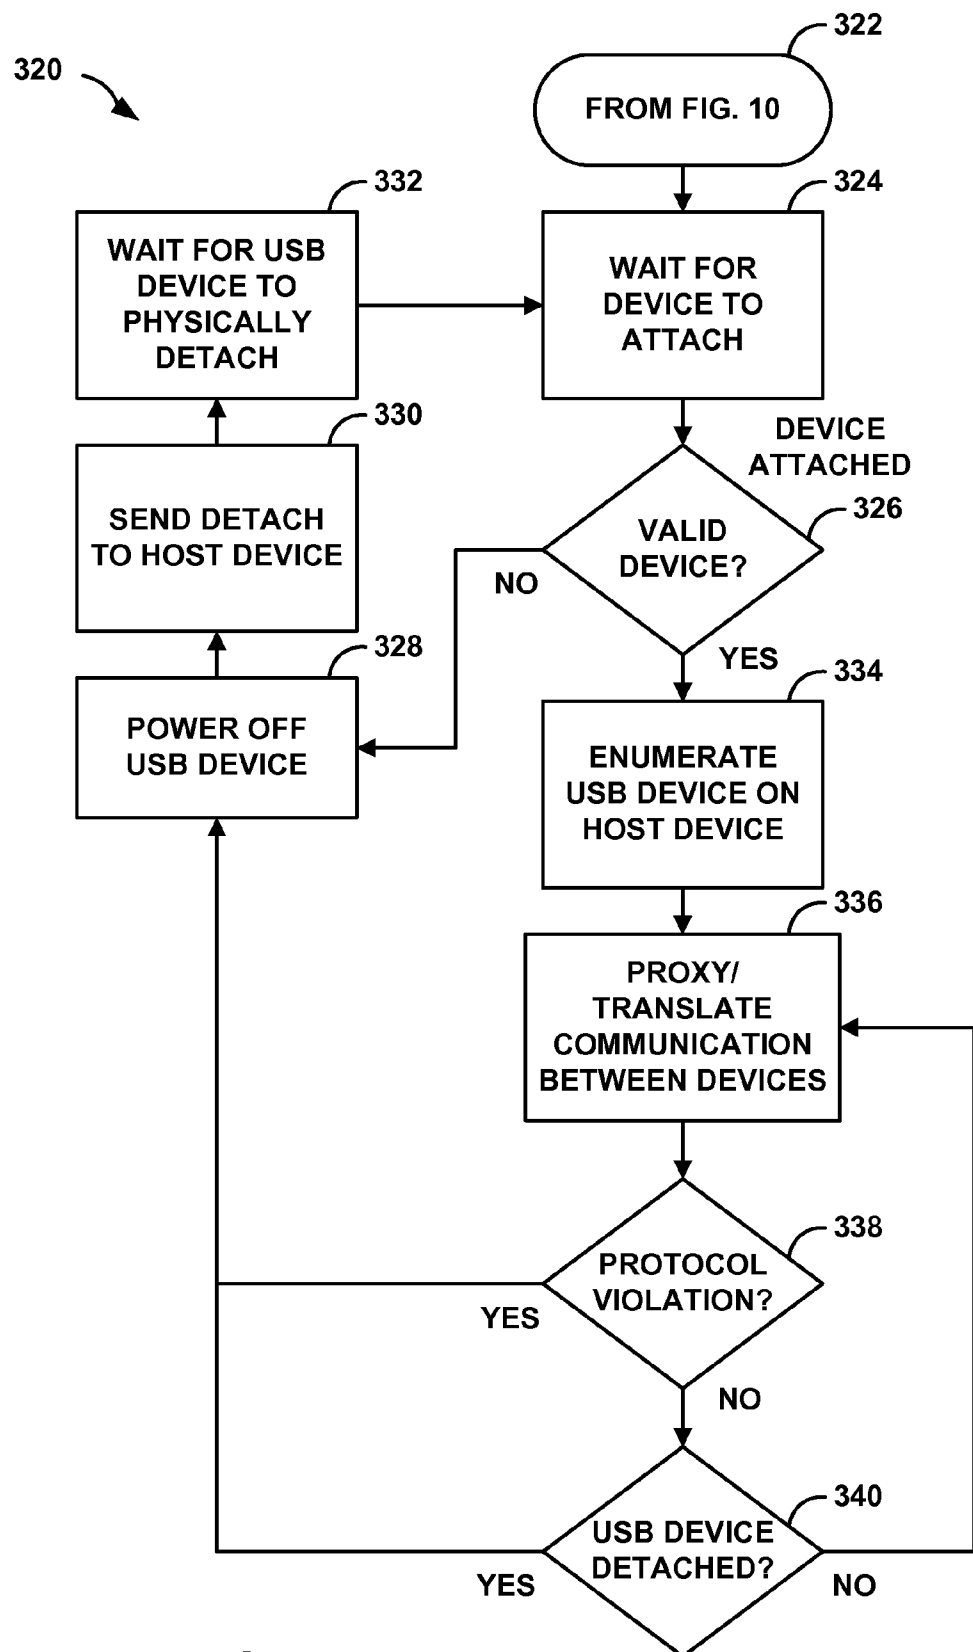 322
320
FROM FIG. 10
332
324
WAIT FOR USB
DEVICE TO
PHYSICALLY
DETACH
WAIT FOR
DEVICE TO
ATTACH
330
DEVICE
ATTACHED
326
SEND DETACH
TO HOST DEVICE
VALID
DEVICE?
NO
328
YES
334
POWER OFF
USB DEVICE
ENUMERATE
USB DEVICE ON
HOST DEVICE
336
PROXY/
TRANSLATE
COMMUNICATION
BETWEEN DEVICES
338
PROTOCOL
VIOLATION?
YES
NO
340
USB DEVICE
DETACHED?
YES
NO